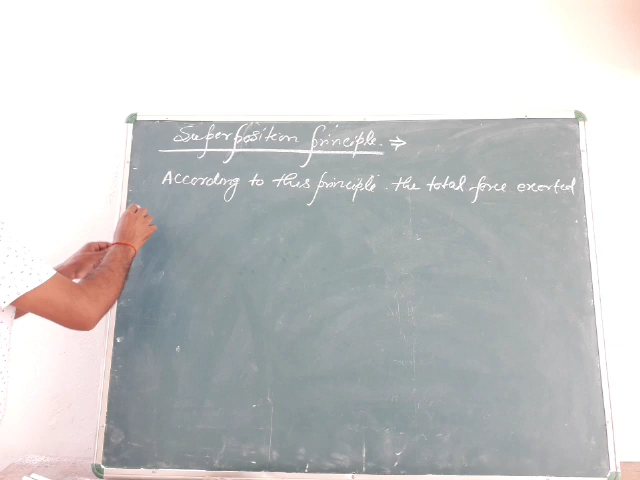 Superposition principle. ⇒
According to this principle. the total force exerted